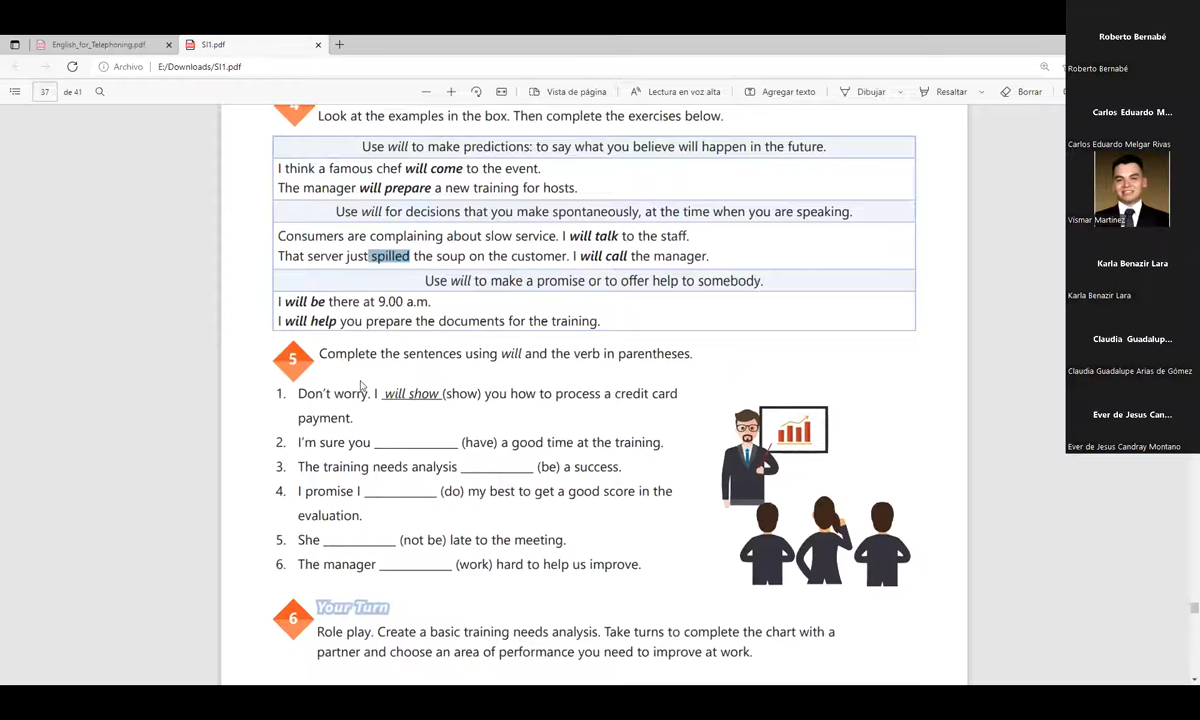 English_for_Telephoning.pdf
SI1.pdf
Archivo
E:/Downloads/SI1.pdf
37 de 41
Vista de página
Lectura en voz alta
Agregar texto
Dibujar
Resaltar
Borrar
4
Look at the examples in the box. Then complete the exercises below.
Use will to make predictions: to say what you believe will happen in the future.
I think a famous chef will come to the event.
The manager will prepare a new training for hosts.
Use will for decisions that you make spontaneously, at the time when you are speaking.
Consumers are complaining about slow service. I will talk to the staff.
That server just spilled the soup on the customer. I will call the manager.
Use will to make a promise or to offer help to somebody.
I will be there at 9.00 a.m.
I will help you prepare the documents for the training.
5
Complete the sentences using will and the verb in parentheses.
1. Don't worry. I will show (show) you how to process a credit card
payment.
2. I'm sure you ____________ (have) a good time at the training.
3. The training needs analysis __________ (be) a success.
4. I promise I __________ (do) my best to get a good score in the
evaluation.
5. She __________ (not be) late to the meeting.
6. The manager __________ (work) hard to help us improve.
6
Your Turn
Role play. Create a basic training needs analysis. Take turns to complete the chart with a
partner and choose an area of performance you need to improve at work.
Roberto Bernabé
Roberto Bernabé
Carlos Eduardo M...
Carlos Eduardo Melgar Rivas
Vismar Martinez
Karla Benazir Lara
Karla Benazir Lara
Claudia Guadalup...
Claudia Guadalupe Arias de Gómez
Ever de Jesus Can...
Ever de Jesus Candray Montano